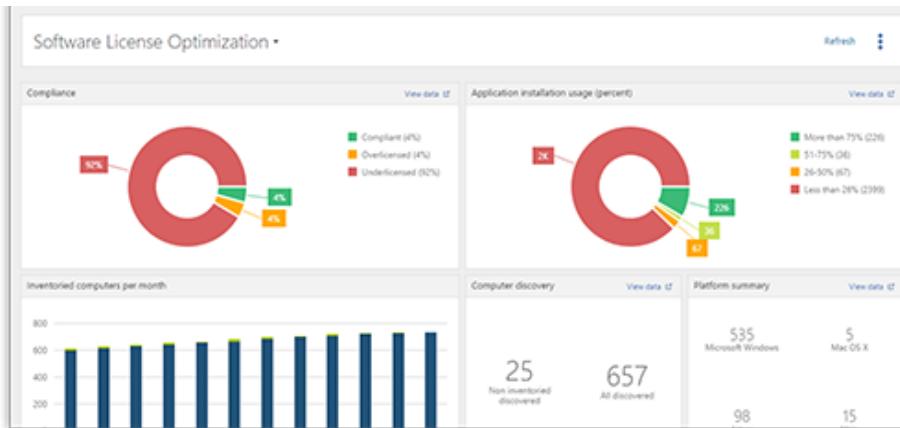 Software License Optimization
Refresh
Compliance
View data
92%
4%
4%
Compliant (4%)
Overlicensed (4%)
Underlicensed (92%)
Application installation usage (percent)
View data
2K
226
36
67
More than 75% (226)
51-75% (36)
26-50% (67)
Less than 26% (2399)
Inventoried computers per month
800
600
400
200
Computer discovery
View data
25
Non inventoried
discovered
657
All discovered
Platform summary
View data
535
Microsoft Windows
5
Mac OS X
98
15